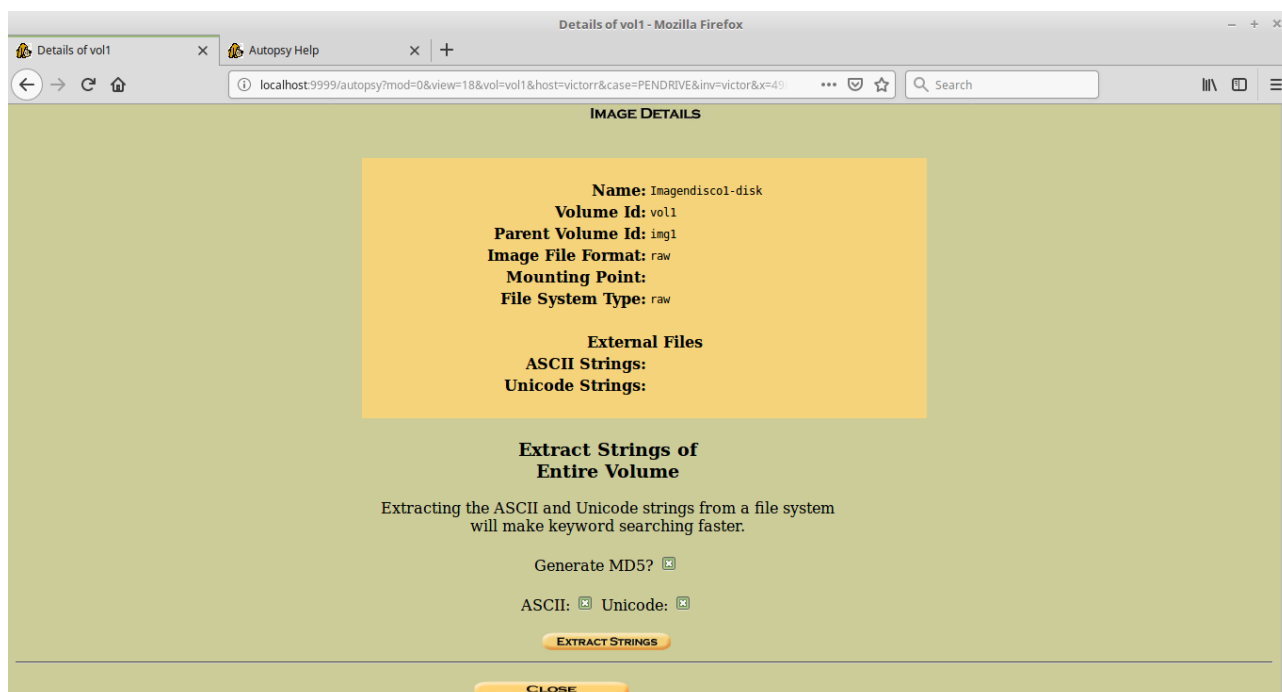 Details of vol1 - Mozilla Firefox
Details of vol1
Autopsy Help
localhost:9999/autopsy?mod=0&view=18&vol=vol1&host=victorr&case=PENDRIVE&inv=victor&x=49
Search
IMAGE DETAILS
Name: Imagendisco1-disk
Volume Id: vol1
Parent Volume Id: img1
Image File Format: raw
Mounting Point:
File System Type: raw
External Files
ASCII Strings:
Unicode Strings:
Extract Strings of
Entire Volume
Extracting the ASCII and Unicode strings from a file system
will make keyword searching faster.
Generate MD5?
ASCII: Unicode:
EXTRACT STRINGS
CLOSE